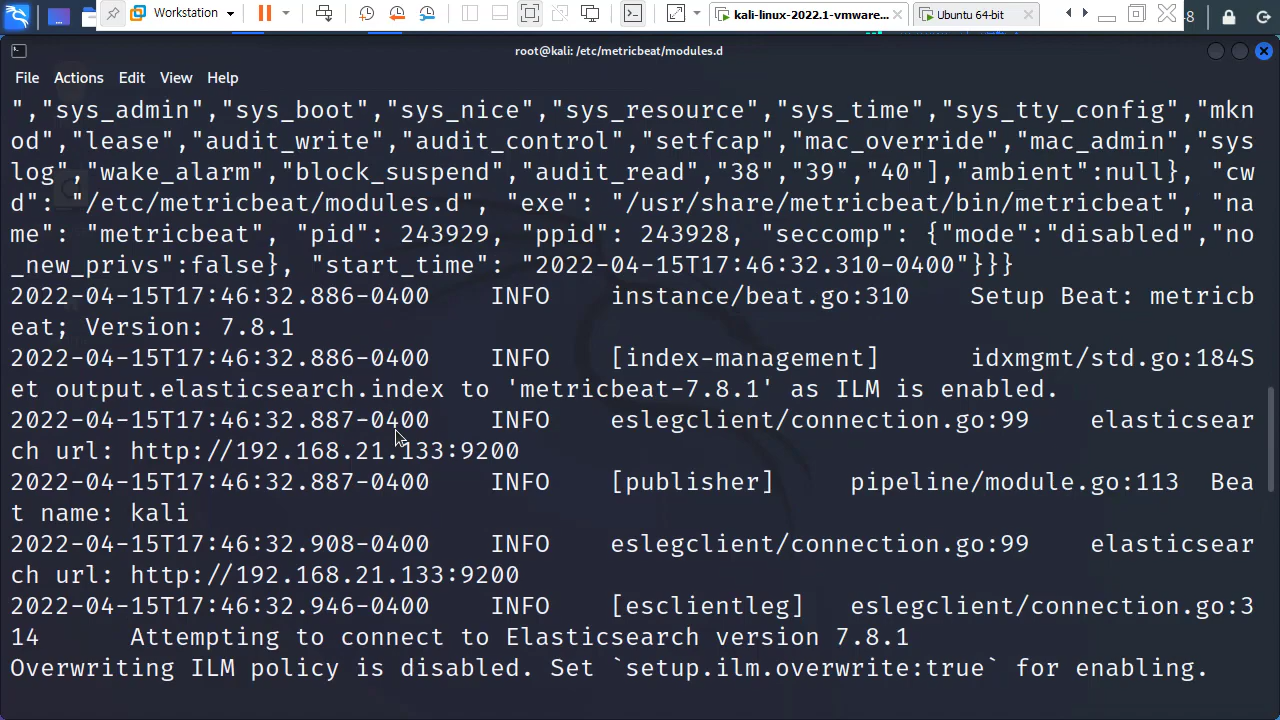 Workstation
kali-linux-2022.1-vmware...
Ubuntu 64-bit
root@kali: /etc/metricbeat/modules.d
File Actions Edit View Help
","sys_admin","sys_boot","sys_nice","sys_resource","sys_time","sys_tty_config","mkn
od","lease","audit_write","audit_control","setfcap","mac_override","mac_admin","sys
log","wake_alarm","block_suspend","audit_read","38","39","40"],"ambient":null}, "cw
d": "/etc/metricbeat/modules.d", "exe": "/usr/share/metricbeat/bin/metricbeat", "na
me": "metricbeat", "pid": 243929, "ppid": 243928, "seccomp": {"mode":"disabled","no
_new_privs":false}, "start_time": "2022-04-15T17:46:32.310-0400"}}}
2022-04-15T17:46:32.886-0400 INFO instance/beat.go:310 Setup Beat: metricb
eat; Version: 7.8.1
2022-04-15T17:46:32.886-0400 INFO [index-management] idxmgmt/std.go:184S
et output.elasticsearch.index to 'metricbeat-7.8.1' as ILM is enabled.
2022-04-15T17:46:32.887-0400 INFO eslegclient/connection.go:99 elasticsear
ch url: http://192.168.21.133:9200
2022-04-15T17:46:32.887-0400 INFO [publisher] pipeline/module.go:113 Bea
t name: kali
2022-04-15T17:46:32.908-0400 INFO eslegclient/connection.go:99 elasticsear
ch url: http://192.168.21.133:9200
2022-04-15T17:46:32.946-0400 INFO [esclientleg] eslegclient/connection.go:3
14 Attempting to connect to Elasticsearch version 7.8.1
Overwriting ILM policy is disabled. Set `setup.ilm.overwrite:true` for enabling.